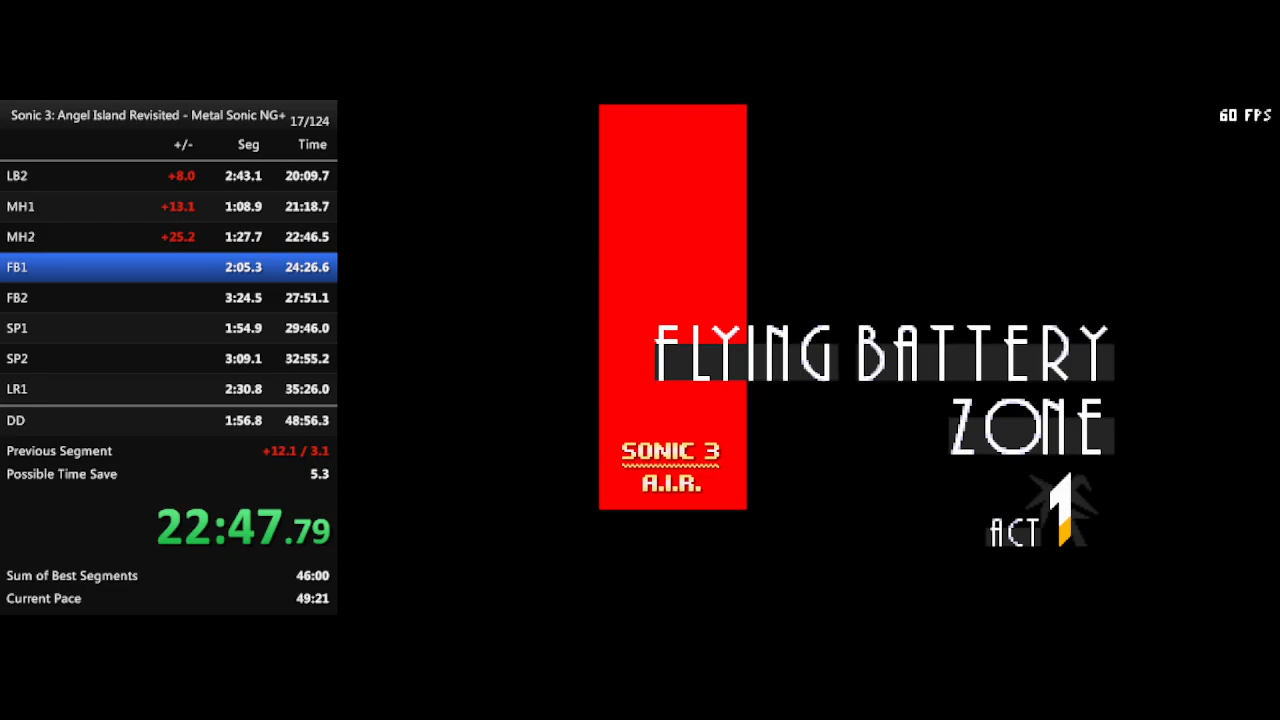 Sonic 3: Angel Island Revisited - Metal Sonic NG+ 17/124
+/- Seg Time
LB2 +8.0 2:43.1 20:09.7
MH1 +13.1 1:08.9 21:18.7
MH2 +25.2 1:27.7 22:46.5
FB1 2:05.3 24:26.6
FB2 3:24.5 27:51.1
SP1 1:54.9 29:46.0
SP2 3:09.1 32:55.2
LR1 2:30.8 35:26.0
DD 1:56.8 48:56.3
Previous Segment +12.1 / 3.1
Possible Time Save 5.3
22:47.79
Sum of Best Segments 46:00
Current Pace 49:21
FLYING BATTERY
ZONE
SONIC 3
A.I.R.
ACT 1
60 FPS